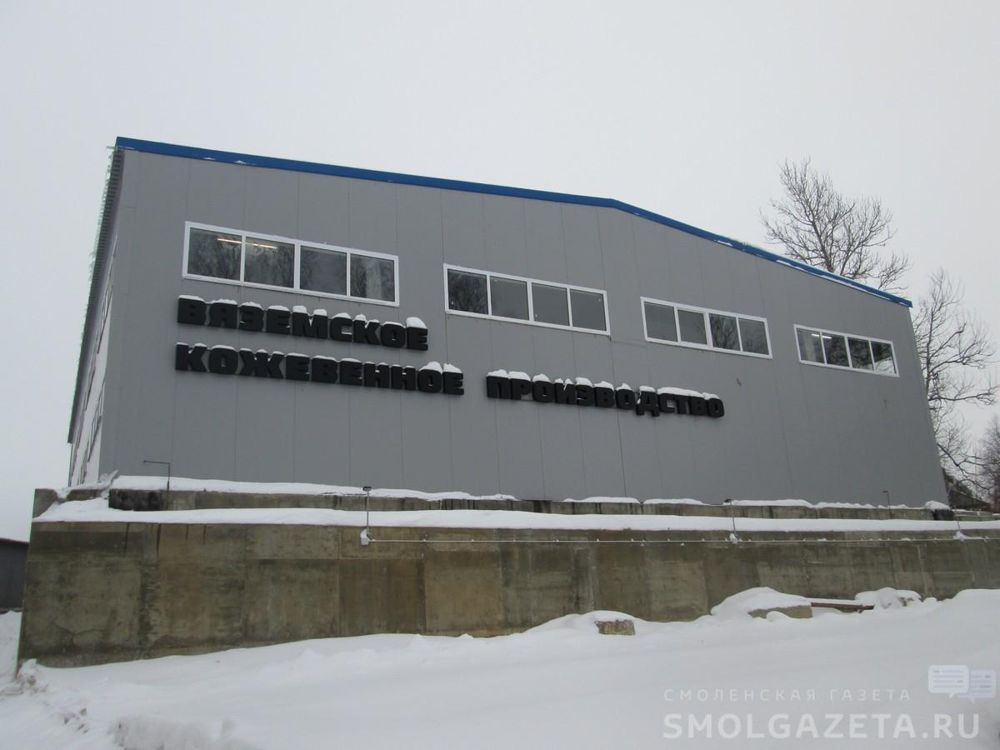 ВЯЗЕМСКОЕ
КОЖЕВЕННОЕ ПРОИЗВОДСТВО
СМОЛЕНСКАЯ ГАЗЕТА
SMOLGAZETA.RU